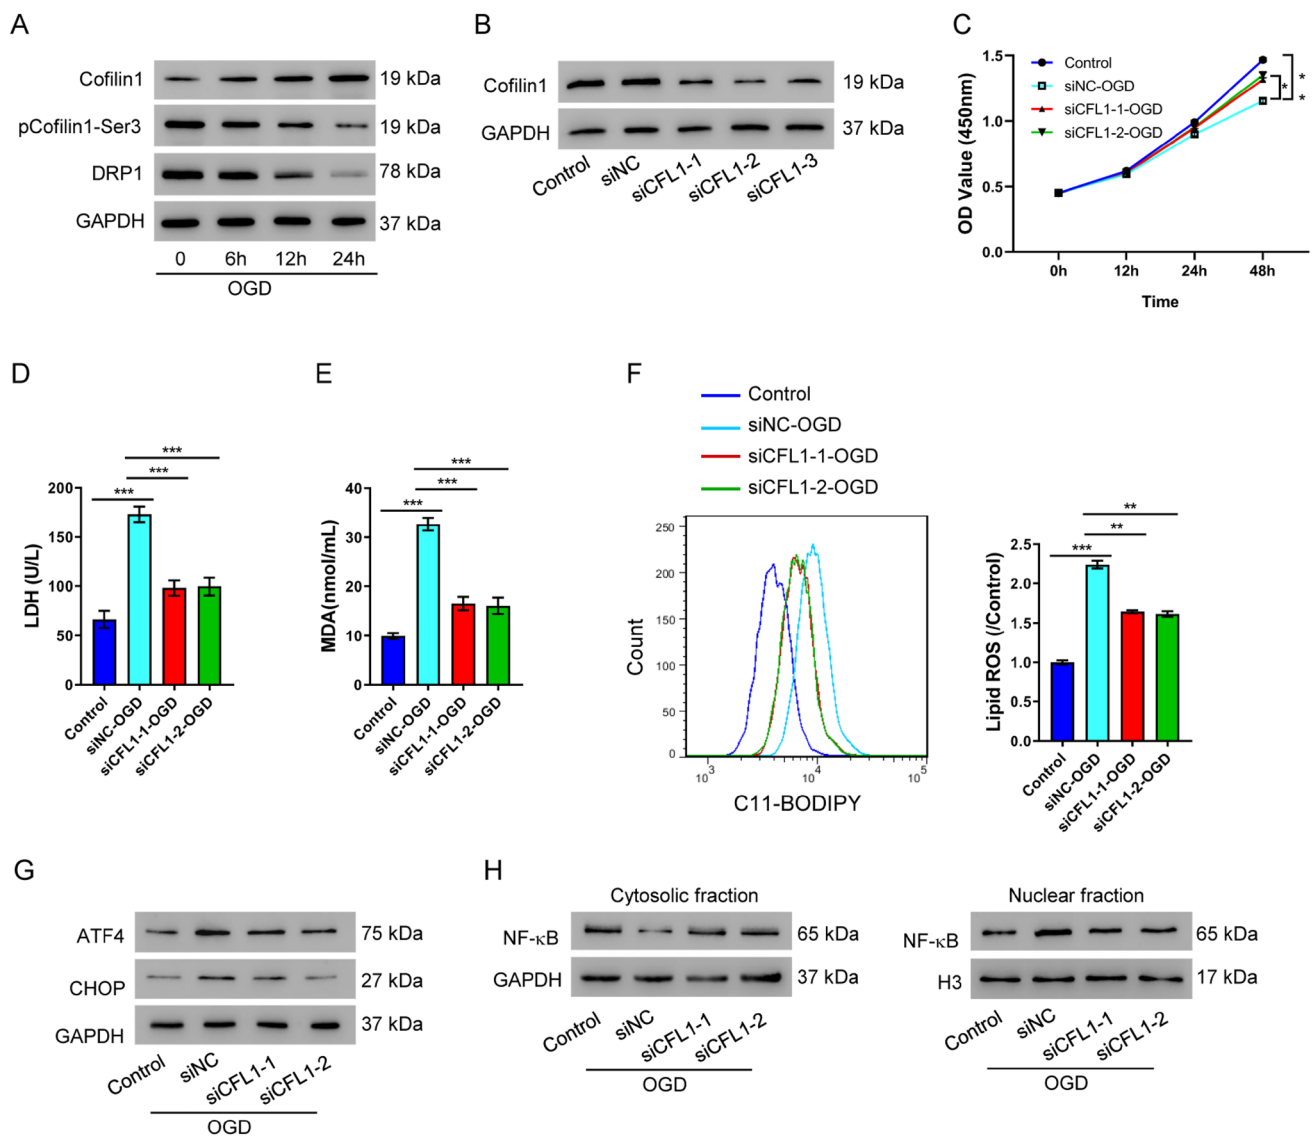 A
Cofilin1
19 kDa
pCofilin1-Ser3
19 kDa
DRP1
78 kDa
GAPDH
37 kDa
0 6h 12h 24h
OGD
B
Cofilin1
19 kDa
GAPDH
37 kDa
Control siNC siCFL1-1 siCFL1-2 siCFL1-3
C
OD Value (450nm)
1.5
1.0
0.5
0.0
Control
siNC-OGD
siCFL1-1-OGD
siCFL1-2-OGD
*
*
*
0h 12h 24h 48h
Time
D
LDH (U/L)
200
150
100
50
0
***
***
***
Control siNC-OGD siCFL1-1-OGD siCFL1-2-OGD
E
MDA(nmol/mL)
40
30
20
10
0
***
***
***
Control siNC-OGD siCFL1-1-OGD siCFL1-2-OGD
F
Control
siNC-OGD
siCFL1-1-OGD
siCFL1-2-OGD
Count
250
200
150
100
50
0
10³ 10⁴ 10⁵
C11-BODIPY
Lipid ROS (/Control)
2.5
2.0
1.5
1.0
0.5
0.0
**
**
***
Control siNC-OGD siCFL1-1-OGD siCFL1-2-OGD
G
ATF4
75 kDa
CHOP
27 kDa
GAPDH
37 kDa
Control siNC siCFL1-1 siCFL1-2
OGD
H
Cytosolic fraction
NF-κB
65 kDa
GAPDH
37 kDa
Control siNC siCFL1-1 siCFL1-2
OGD
Nuclear fraction
NF-κB
65 kDa
H3
17 kDa
Control siNC siCFL1-1 siCFL1-2
OGD